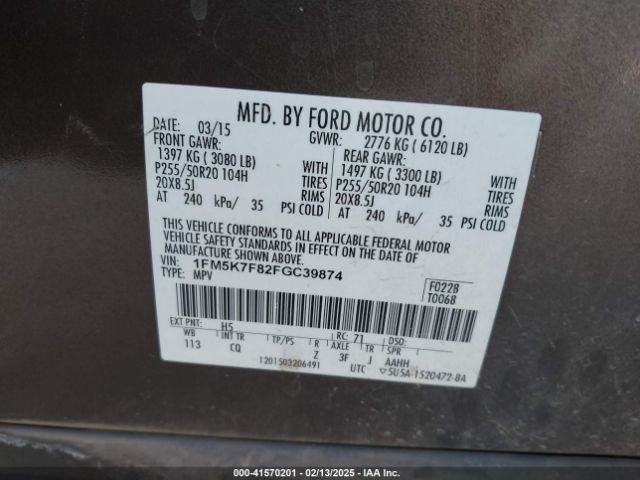 MFD. BY FORD MOTOR CO.
DATE: 03/15 GVWR: 2776 KG ( 6120 LB)
FRONT GAWR: REAR GAWR:
1397 KG ( 3080 LB) WITH 1497 KG ( 3300 LB) WITH
P255/50R20 104H TIRES P255/50R20 104H TIRES
20X8.5J RIMS 20X8.5J RIMS
AT 240 kPa/ 35 PSI COLD AT 240 kPa/ 35 PSI COLD
THIS VEHICLE CONFORMS TO ALL APPLICABLE FEDERAL MOTOR
VEHICLE SAFETY STANDARDS IN EFFECT ON THE DATE OF
MANUFACTURE SHOWN ABOVE.
VIN: 1FM5K7F82FGC39874 F0228
TYPE: MPV T0068
EXT PNT: H5 RC: 71 DSO:
WB INT TR TP/PS R AXLE TR SPR
113 CQ Z 3F J AAHH
1201503206491 UTC ▽5U5A-1520472-BA
000-41570201 - 02/13/2025 - IAA Inc.